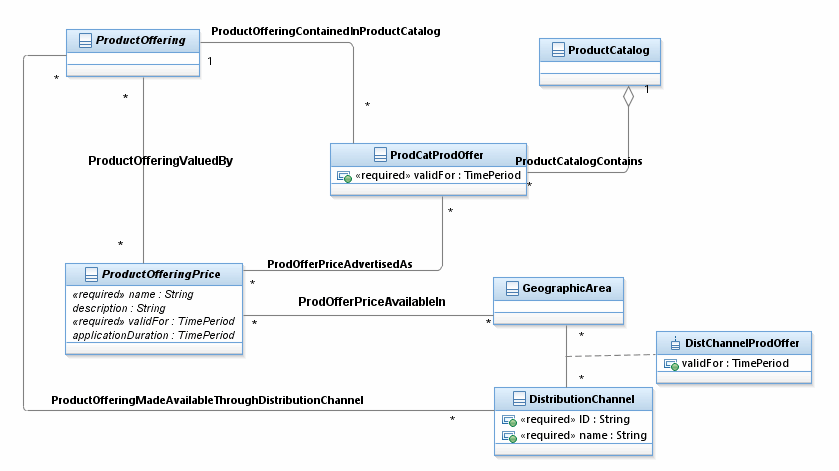 ProductOffering
ProductOfferingContainedInProductCatalog
ProductCatalog
1
*
*
*
1
ProdCatProdOffer
«required» validFor : TimePeriod
ProductCatalogContains
*
ProductOfferingValuedBy
*
*
ProductOfferingPrice
«required» name : String
description : String
«required» validFor : TimePeriod
applicationDuration : TimePeriod
ProdOfferPriceAdvertisedAs
*
ProdOfferPriceAvailableIn
*
*
GeographicArea
*
DistChannelProdOffer
validFor : TimePeriod
*
ProductOfferingMadeAvailableThroughDistributionChannel
*
DistributionChannel
«required» ID : String
«required» name : String